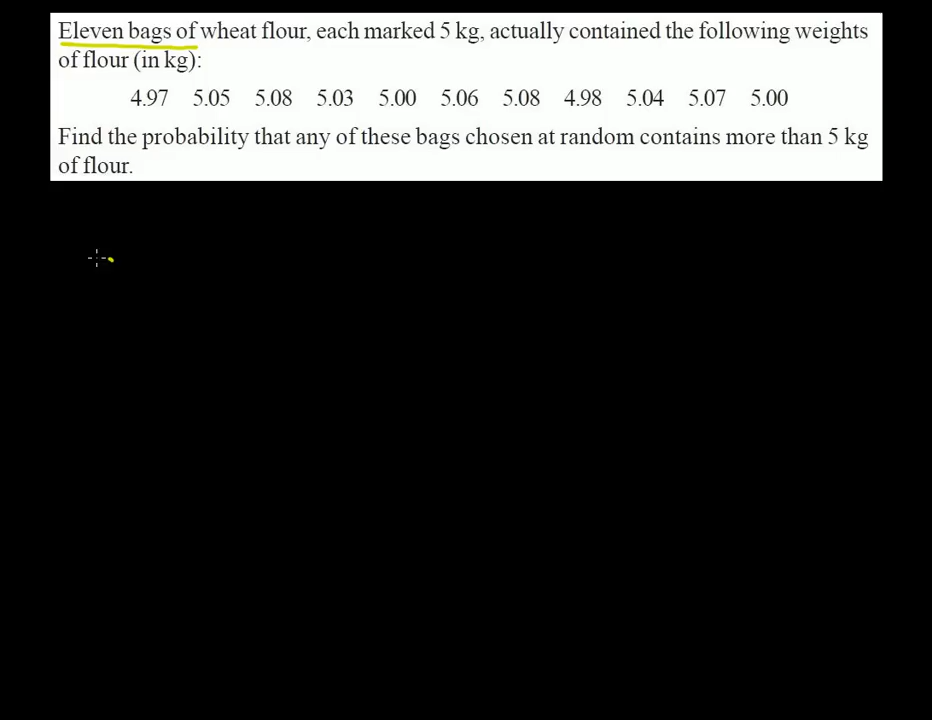 Eleven bags of wheat flour, each marked 5 kg, actually contained the following weights
of flour (in kg):
4.97 5.05 5.08 5.03 5.00 5.06 5.08 4.98 5.04 5.07 5.00
Find the probability that any of these bags chosen at random contains more than 5 kg
of flour.